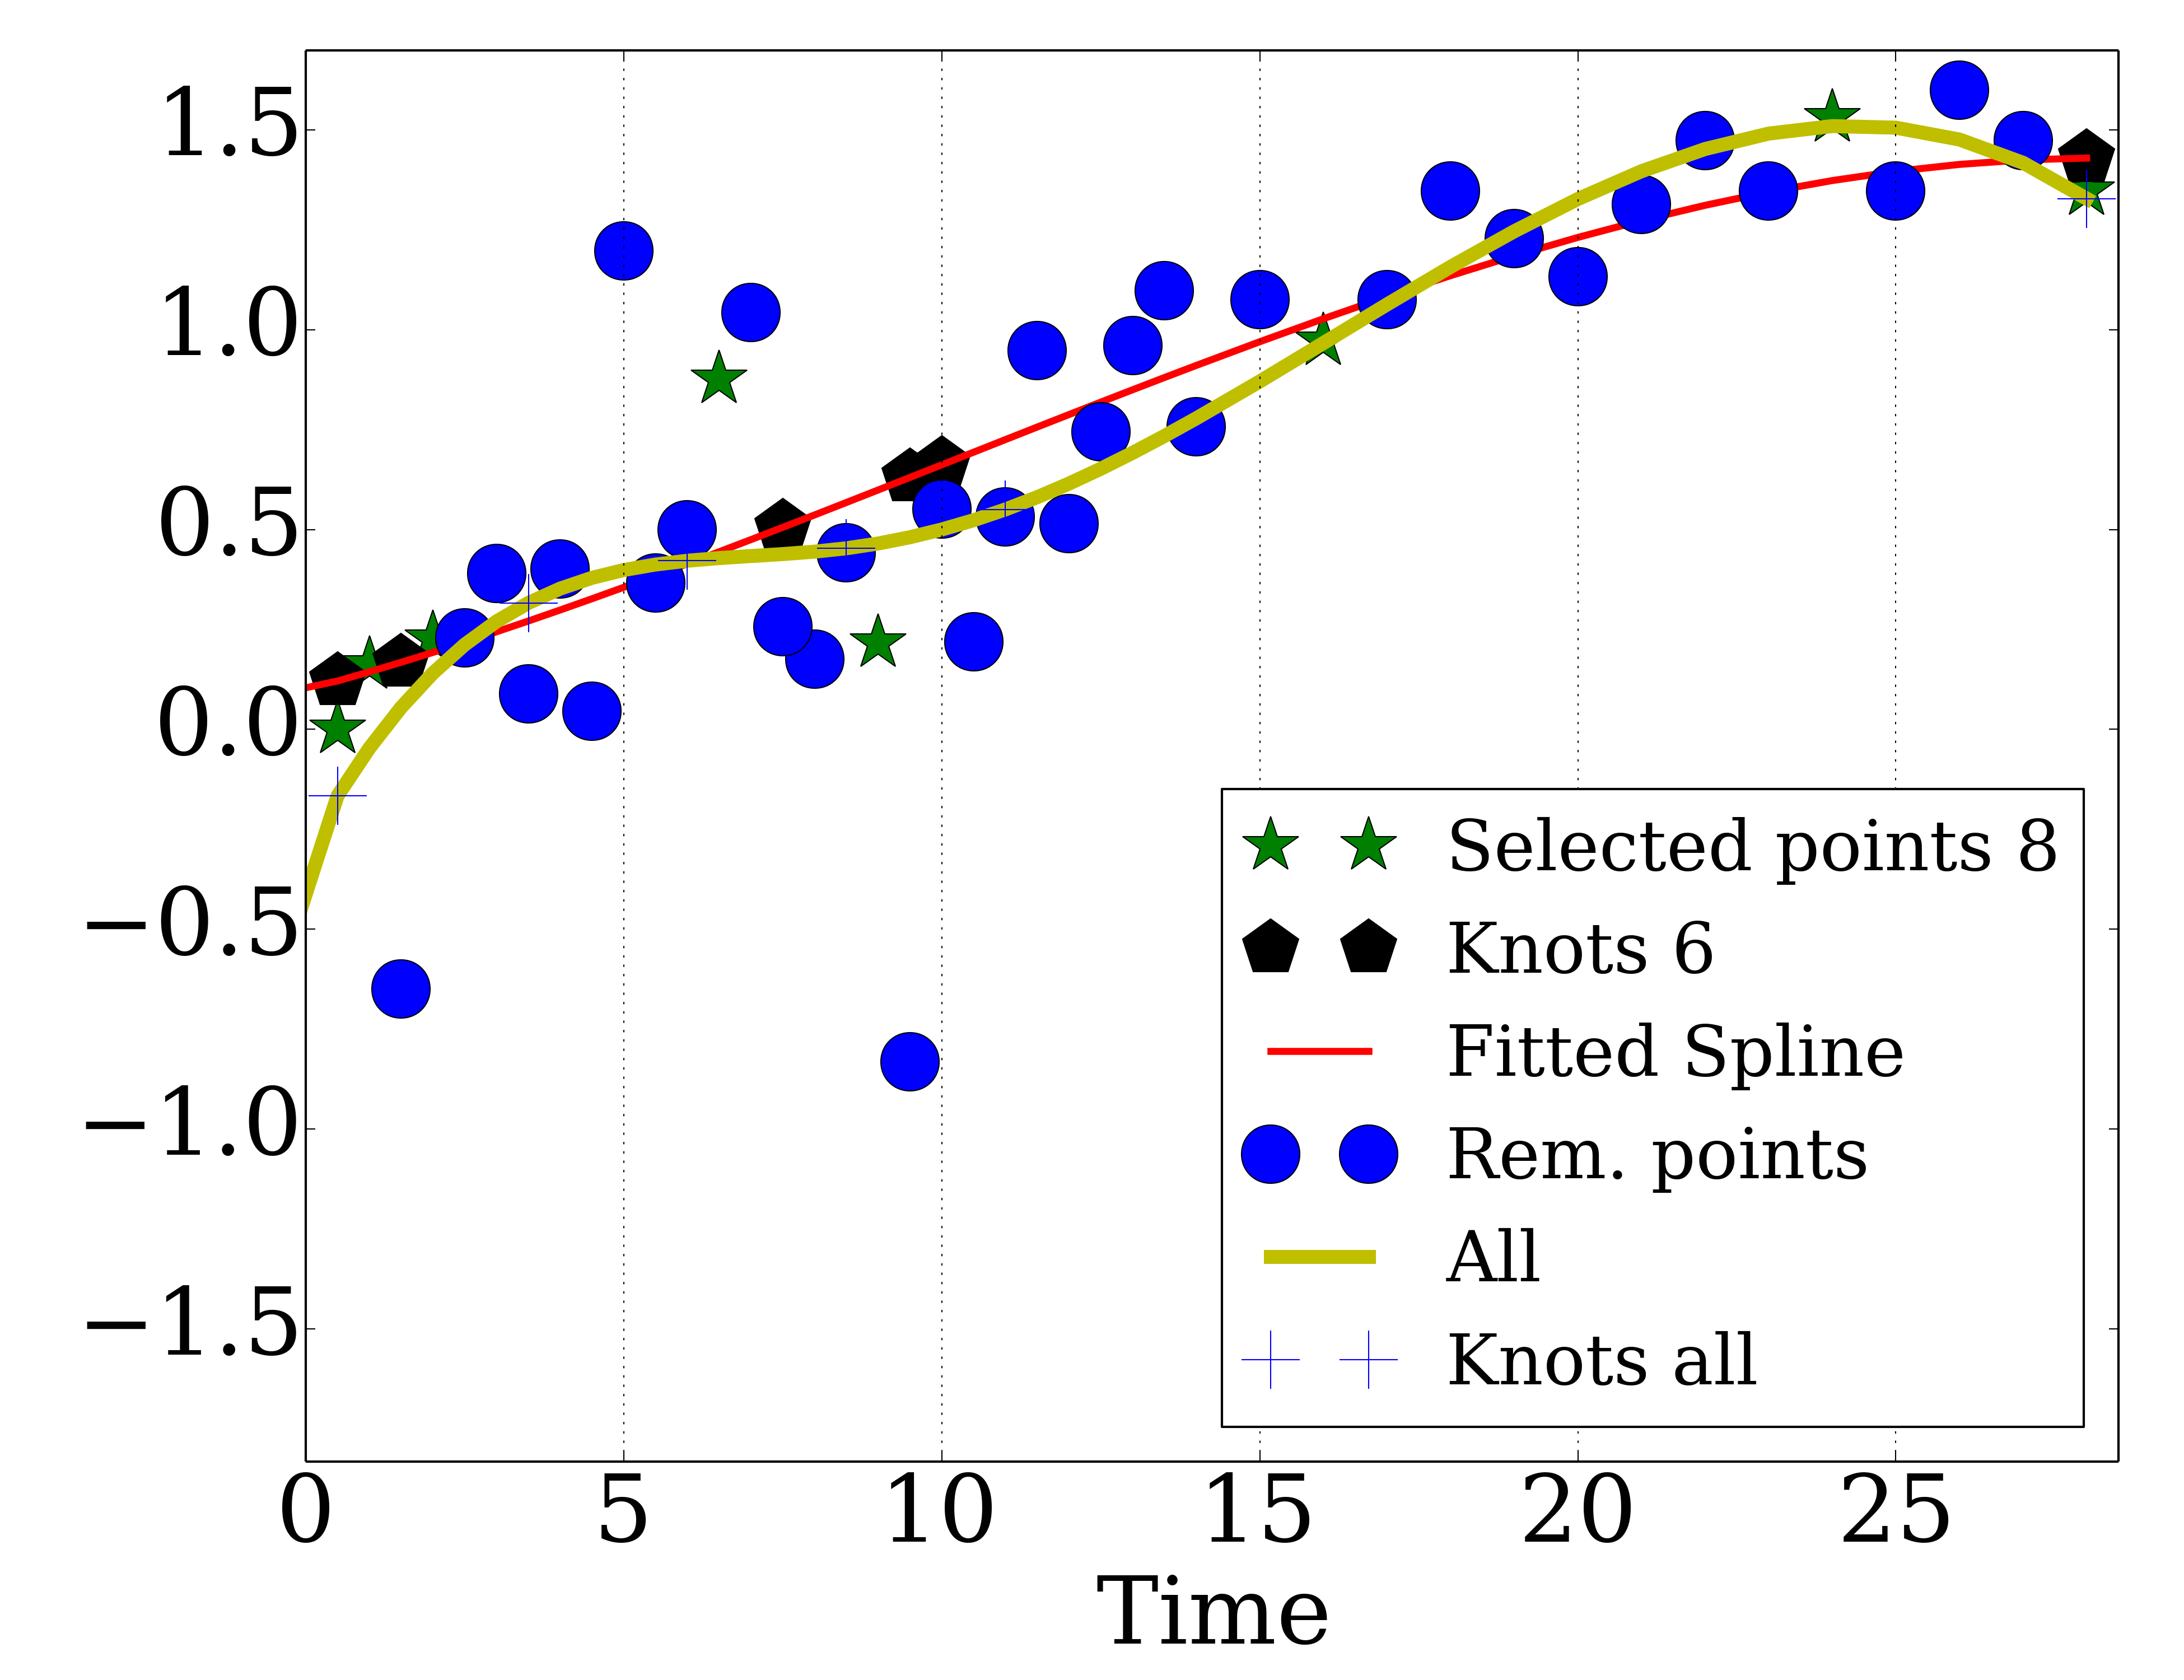 1.5
1.0
0.5
0.0
−0.5
−1.0
−1.5
Selected points 8
Knots 6
Fitted Spline
Rem. points
All
Knots all
0 5 10 15 20 25
Time